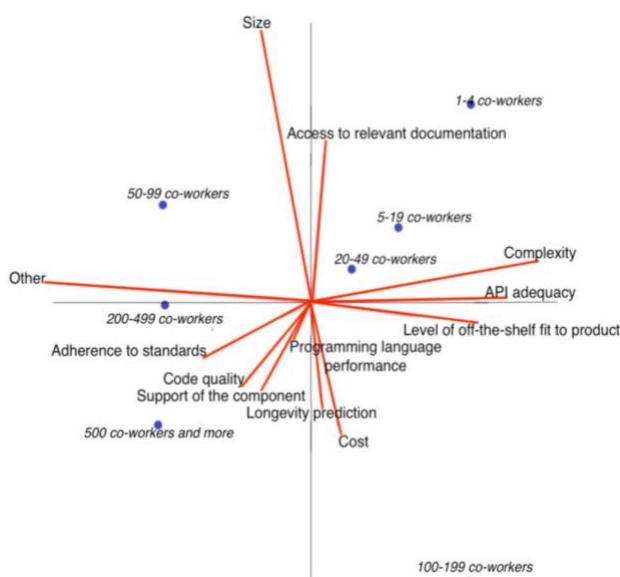 Size
1-4 co-workers
Access to relevant documentation
50-99 co-workers
5-19 co-workers
20-49 co-workers
Complexity
Other
API adequacy
200-499 co-workers
Level of off-the-shelf fit to product
Adherence to standards
Programming language
performance
Code quality
Support of the component
Longevity prediction
500 co-workers and more
Cost
100-199 co-workers